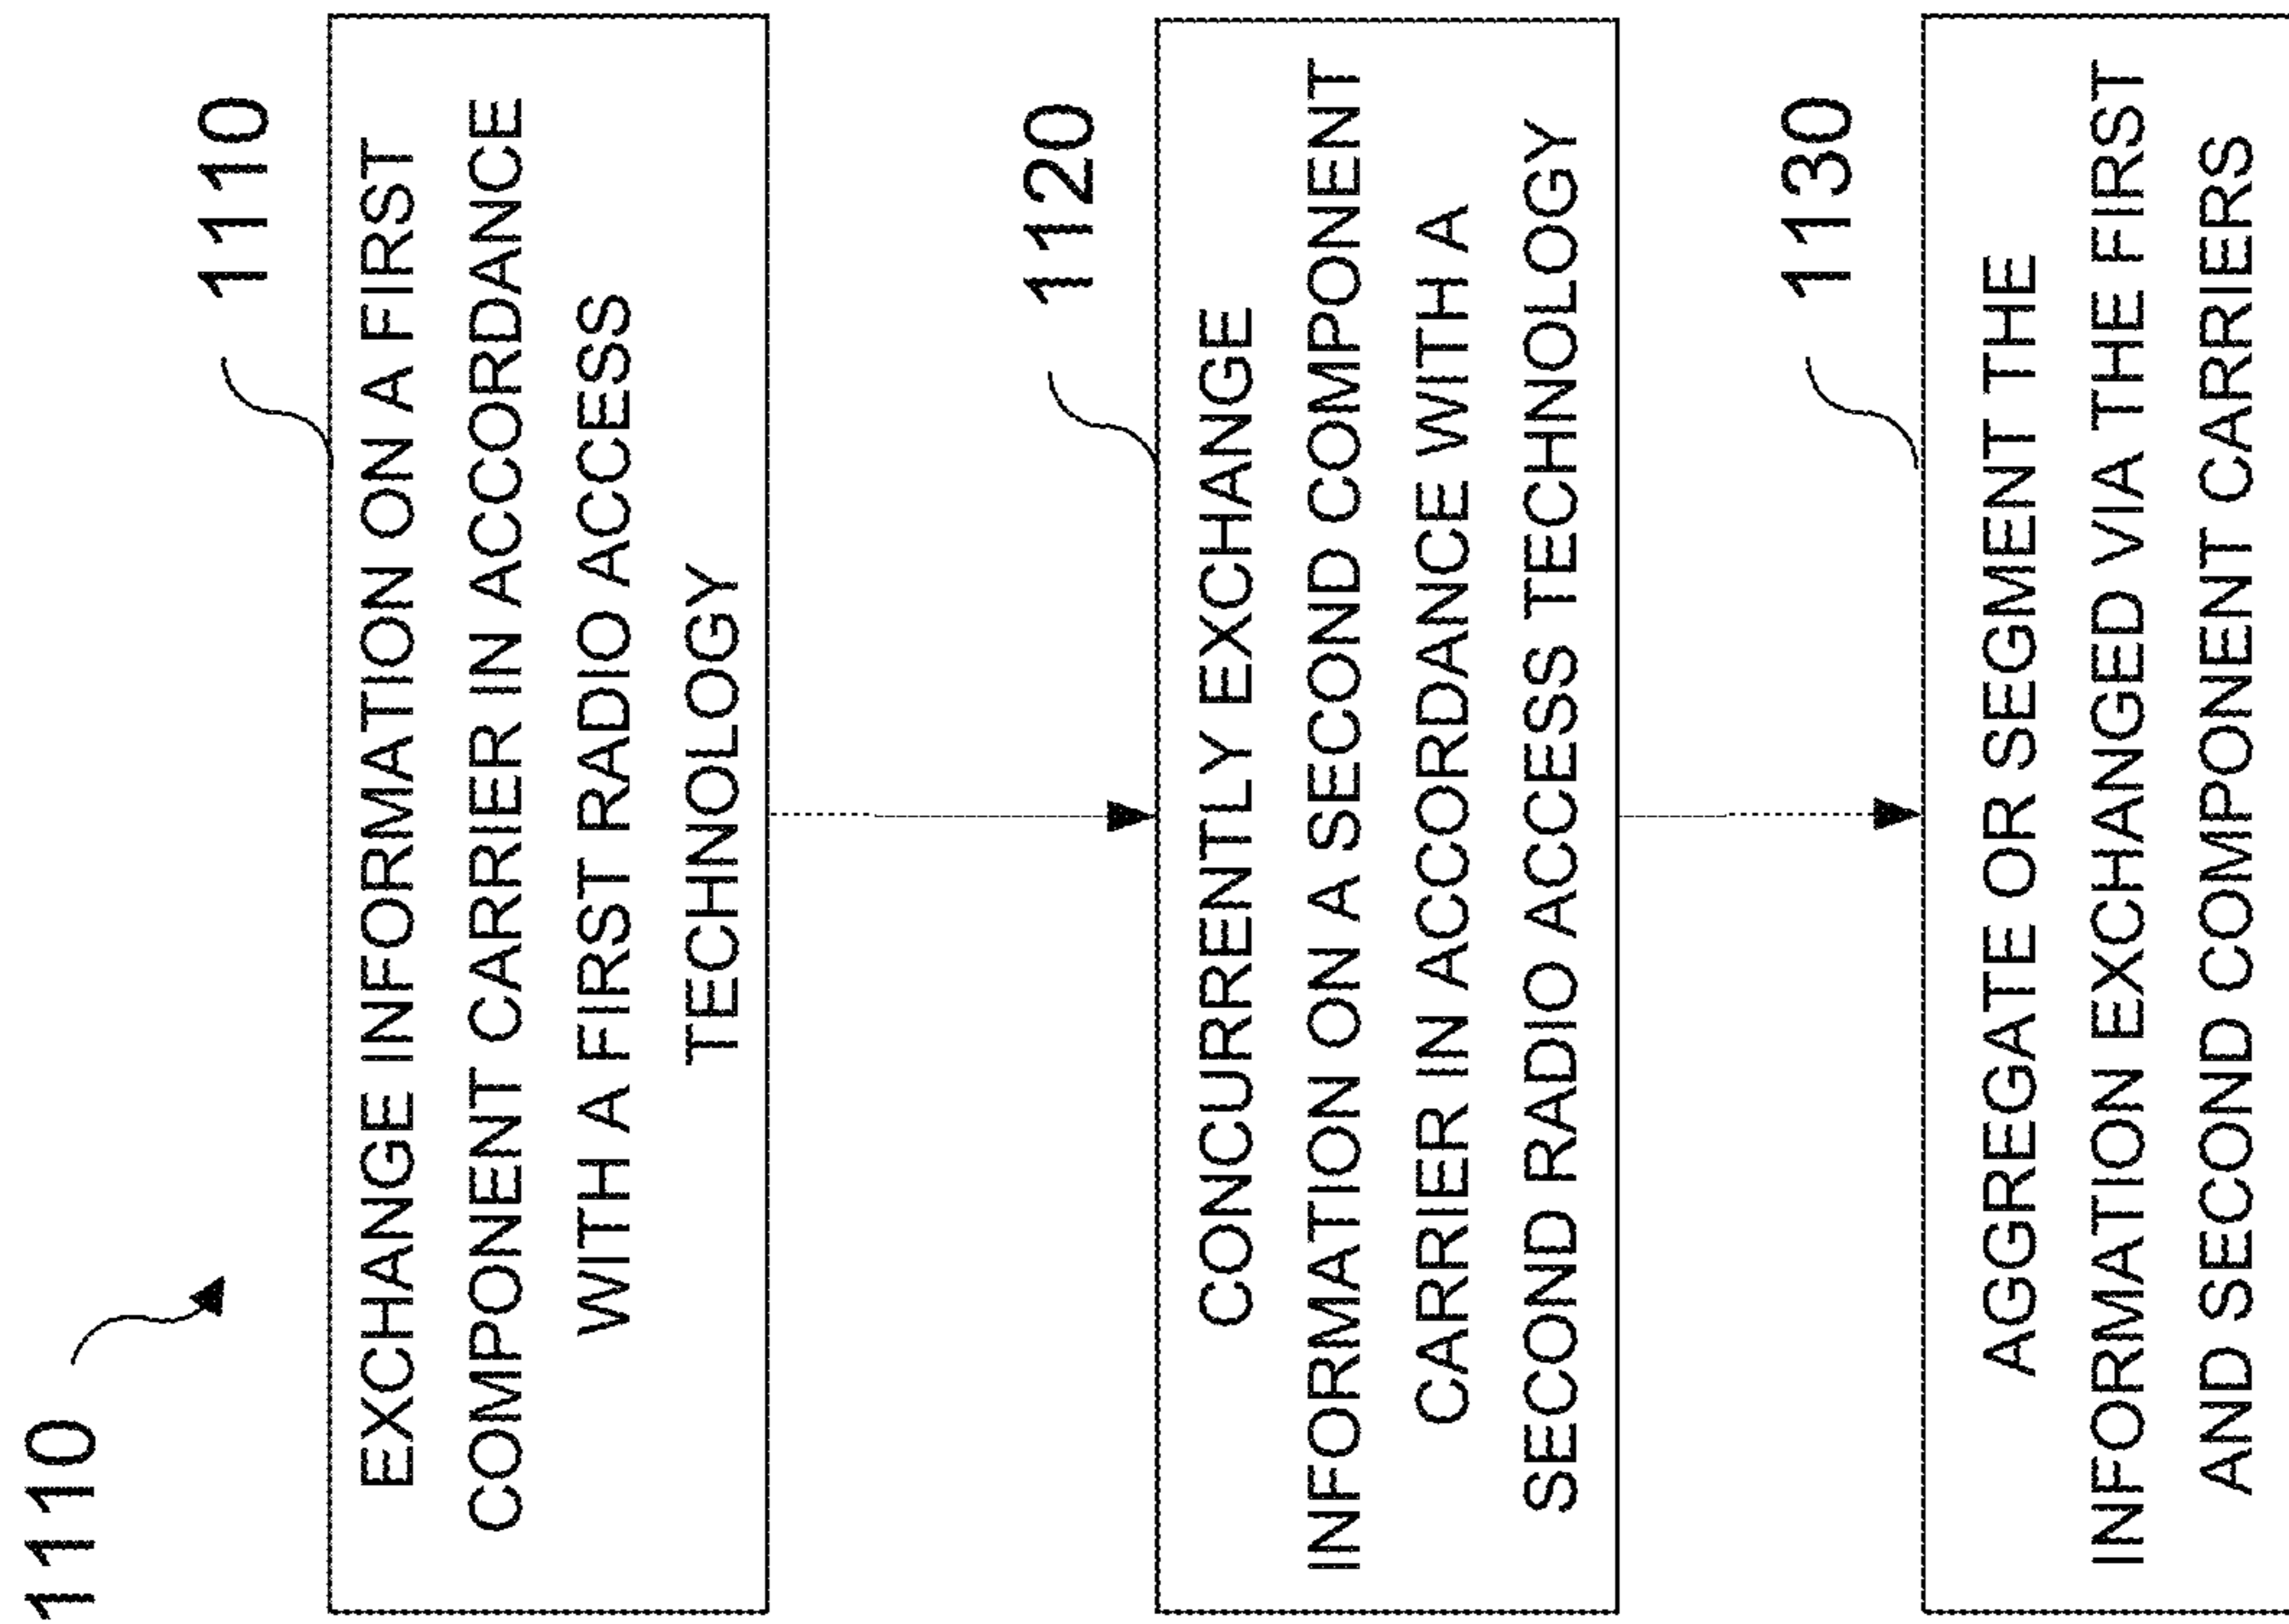 1110
1110
EXCHANGE INFORMATION ON A FIRST
COMPONENT CARRIER IN ACCORDANCE
WITH A FIRST RADIO ACCESS
TECHNOLOGY
1120
CONCURRENTLY EXCHANGE
INFORMATION ON A SECOND COMPONENT
CARRIER IN ACCORDANCE WITH A
SECOND RADIO ACCESS TECHNOLOGY
1130
AGGREGATE OR SEGMENT THE
INFORMATION EXCHANGED VIA THE FIRST
AND SECOND COMPONENT CARRIERS